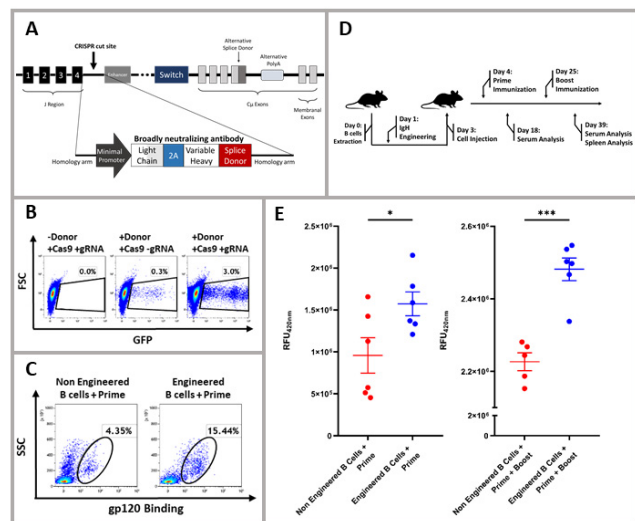 A
CRISPR cut site
Alternative
Splice Donor
Alternative
PolyA
1 2 3 4
Enhancer
Switch
J Region
Cμ Exons
Membranal
Exons
Broadly neutralizing antibody
Homology arm
Minimal
Promoter
Light
Chain
2A
Variable
Heavy
Splice
Donor
Homology arm
B
-Donor
+Cas9 +gRNA
+Donor
+Cas9 -gRNA
+Donor
+Cas9 +gRNA
0.0%
0.3%
3.0%
FSC
GFP
C
Non Engineered
B cells + Prime
Engineered
B cells + Prime
4.35%
15.44%
SSC
gp120 Binding
D
Day 4:
Prime
Immunization
Day 25:
Boost
Immunization
Day 0:
B cells
Extraction
Day 1:
IgH
Engineering
Day 3:
Cell Injection
Day 18:
Serum Analysis
Day 39:
Serum Analysis
Spleen Analysis
E
*
2.5×10⁶
2×10⁶
1.5×10⁶
1×10⁶
5×10⁵
RFU420nm
Non Engineered B Cells +
Prime
Engineered B Cells +
Prime
***
2.6×10⁶
2.4×10⁶
2.2×10⁶
2×10⁶
0
RFU420nm
Non Engineered B Cells +
Prime + Boost
Engineered B Cells +
Prime + Boost